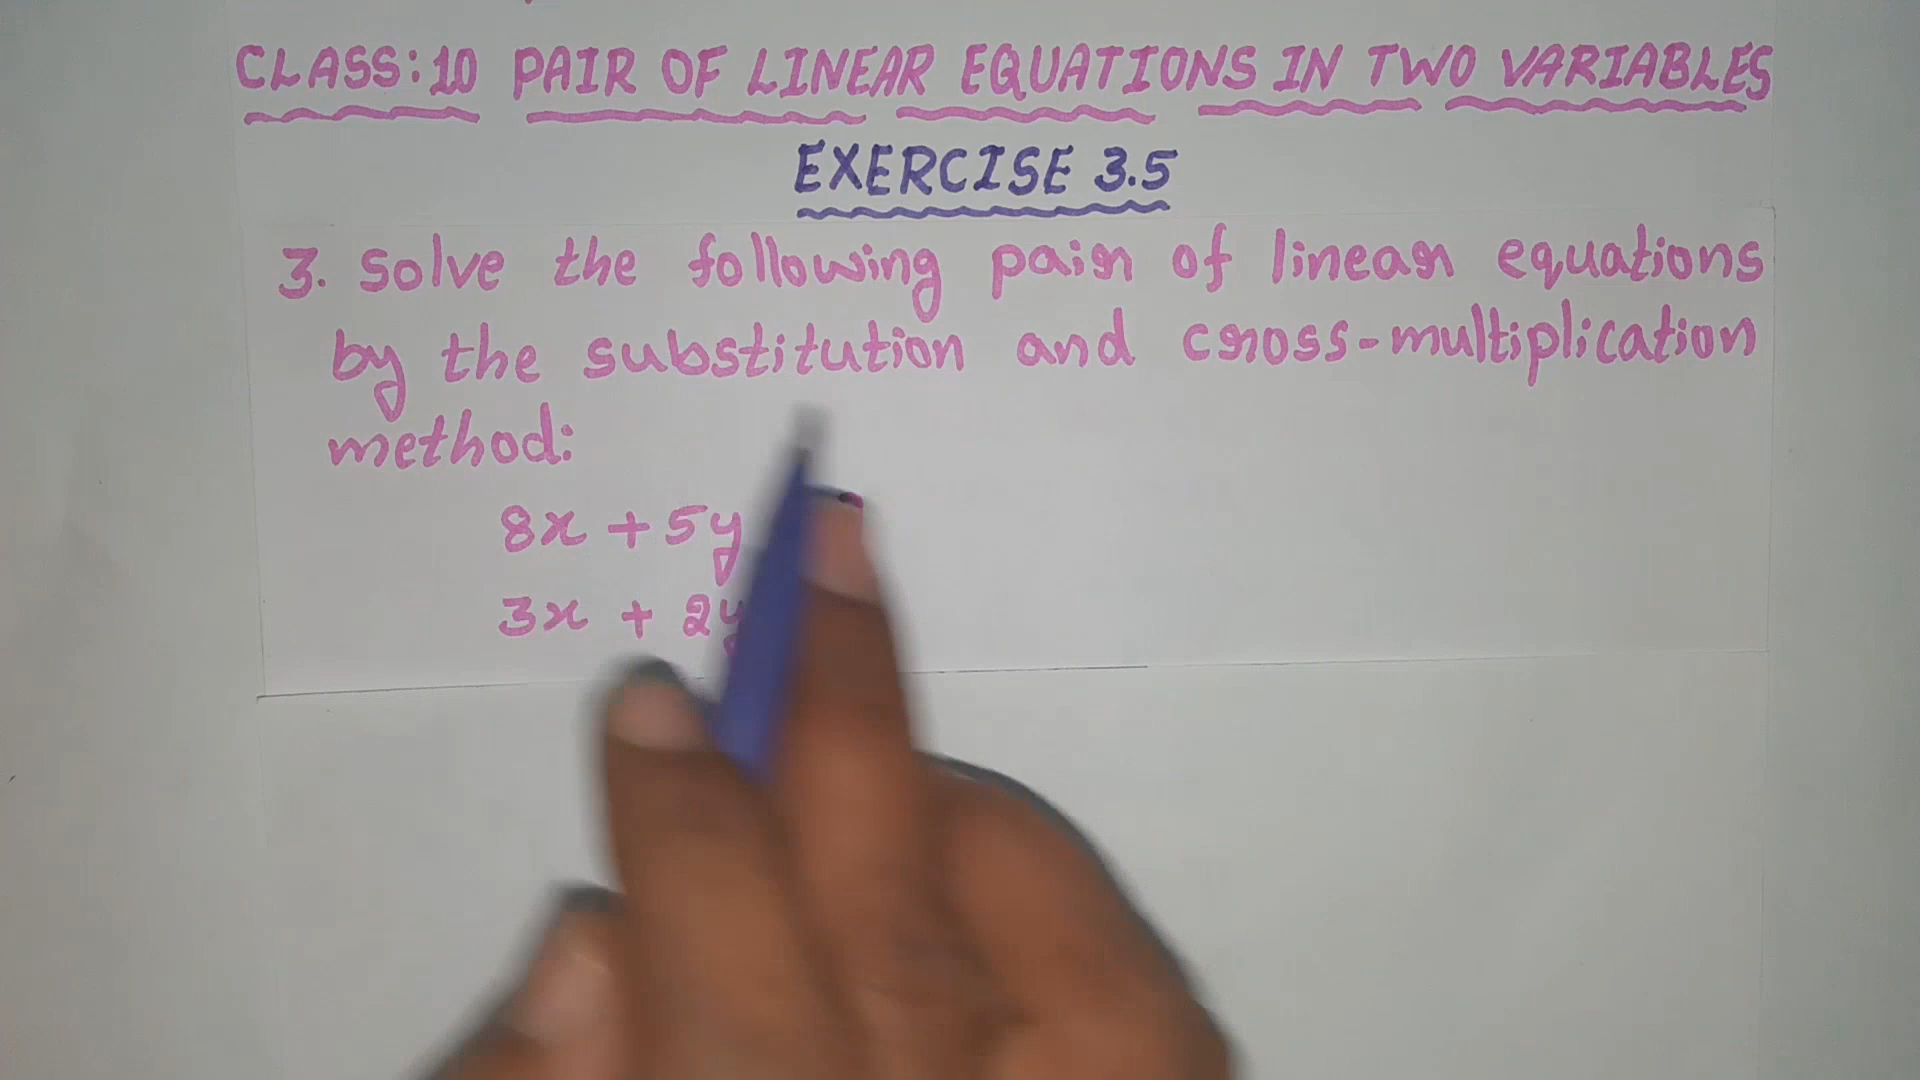 CLASS:10 PAIR OF LINEAR EQUATIONS IN TWO VARIABLES
EXERCISE 3.5
3. Solve the following pair of linear equations
by the substitution and cross-multiplication
method:
8x + 5y
3x + 2y